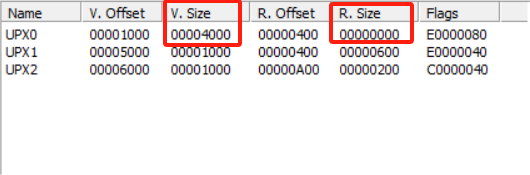 Name V. Offset V. Size R. Offset R. Size Flags
UPX0 00001000 00004000 00000400 00000000 E0000080
UPX1 00005000 00001000 00000400 00000600 E0000040
UPX2 00006000 00001000 00000A00 00000200 C0000040